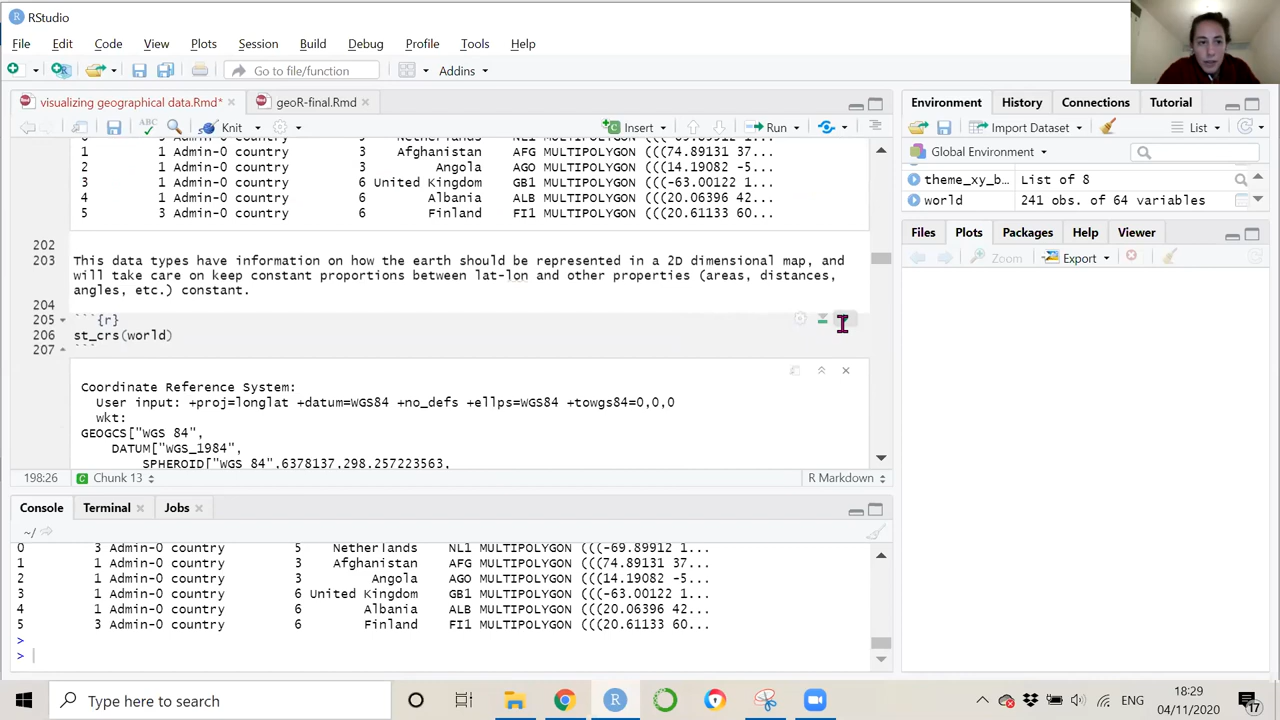 RStudio
File Edit Code View Plots Session Build Debug Profile Tools Help
Go to file/function Addins
visualizing geographical data.Rmd* geoR-final.Rmd
ABC Knit Insert Run
1 1 Admin-0 country 3 Afghanistan AFG MULTIPOLYGON (((74.89131 37...
2 1 Admin-0 country 3 Angola AGO MULTIPOLYGON (((14.19082 -5...
3 1 Admin-0 country 6 United Kingdom GB1 MULTIPOLYGON (((-63.00122 1...
4 1 Admin-0 country 6 Albania ALB MULTIPOLYGON (((20.06396 42...
5 3 Admin-0 country 6 Finland FI1 MULTIPOLYGON (((20.61133 60...
202
203 This data types have information on how the earth should be represented in a 2D dimensional map, and
will take care on keep constant proportions between lat-lon and other properties (areas, distances,
angles, etc.) constant.
204
205 ```{r}
206 st_crs(world)
207 ```
Coordinate Reference System:
User input: +proj=longlat +datum=WGS84 +no_defs +ellps=WGS84 +towgs84=0,0,0
wkt:
GEOGCS["WGS 84",
DATUM["WGS_1984",
SPHEROID["WGS 84",6378137,298.257223563,
198:26 Chunk 13 R Markdown
Console Terminal Jobs
~/
0 3 Admin-0 country 5 Netherlands NL1 MULTIPOLYGON (((-69.89912 1...
1 1 Admin-0 country 3 Afghanistan AFG MULTIPOLYGON (((74.89131 37...
2 1 Admin-0 country 3 Angola AGO MULTIPOLYGON (((14.19082 -5...
3 1 Admin-0 country 6 United Kingdom GB1 MULTIPOLYGON (((-63.00122 1...
4 1 Admin-0 country 6 Albania ALB MULTIPOLYGON (((20.06396 42...
5 3 Admin-0 country 6 Finland FI1 MULTIPOLYGON (((20.61133 60...
>
>
Environment History Connections Tutorial
Import Dataset List
Global Environment
theme_xy_b... List of 8
world 241 obs. of 64 variables
Files Plots Packages Help Viewer
Zoom Export
Type here to search
ENG
18:29
04/11/2020
17